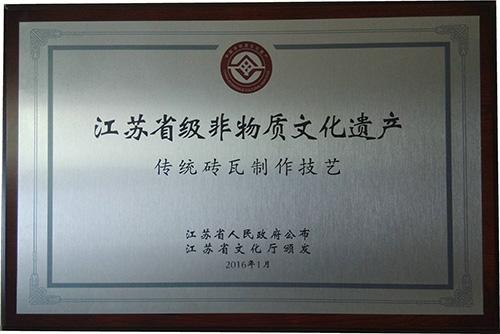 江苏省级非物质文化遗产
传统砖瓦制作技艺
江苏省人民政府公布
江苏省文化厅颁发
2016年1月